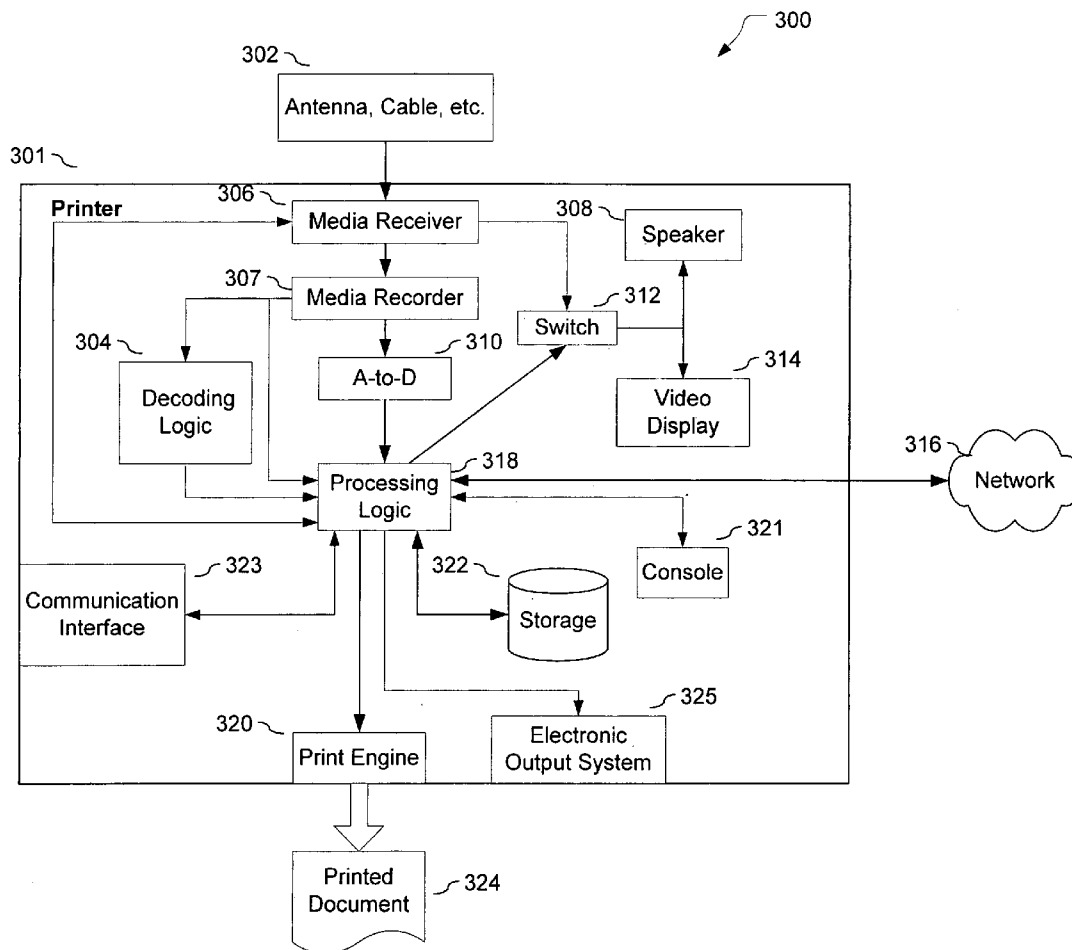 300
302
Antenna, Cable, etc.
301
Printer
306
Media Receiver
308
Speaker
307
Media Recorder
312
Switch
304
Decoding
Logic
310
A-to-D
314
Video
Display
318
Processing
Logic
316
Network
321
Console
323
Communication
Interface
322
Storage
320
Print Engine
325
Electronic
Output System
Printed
Document
324